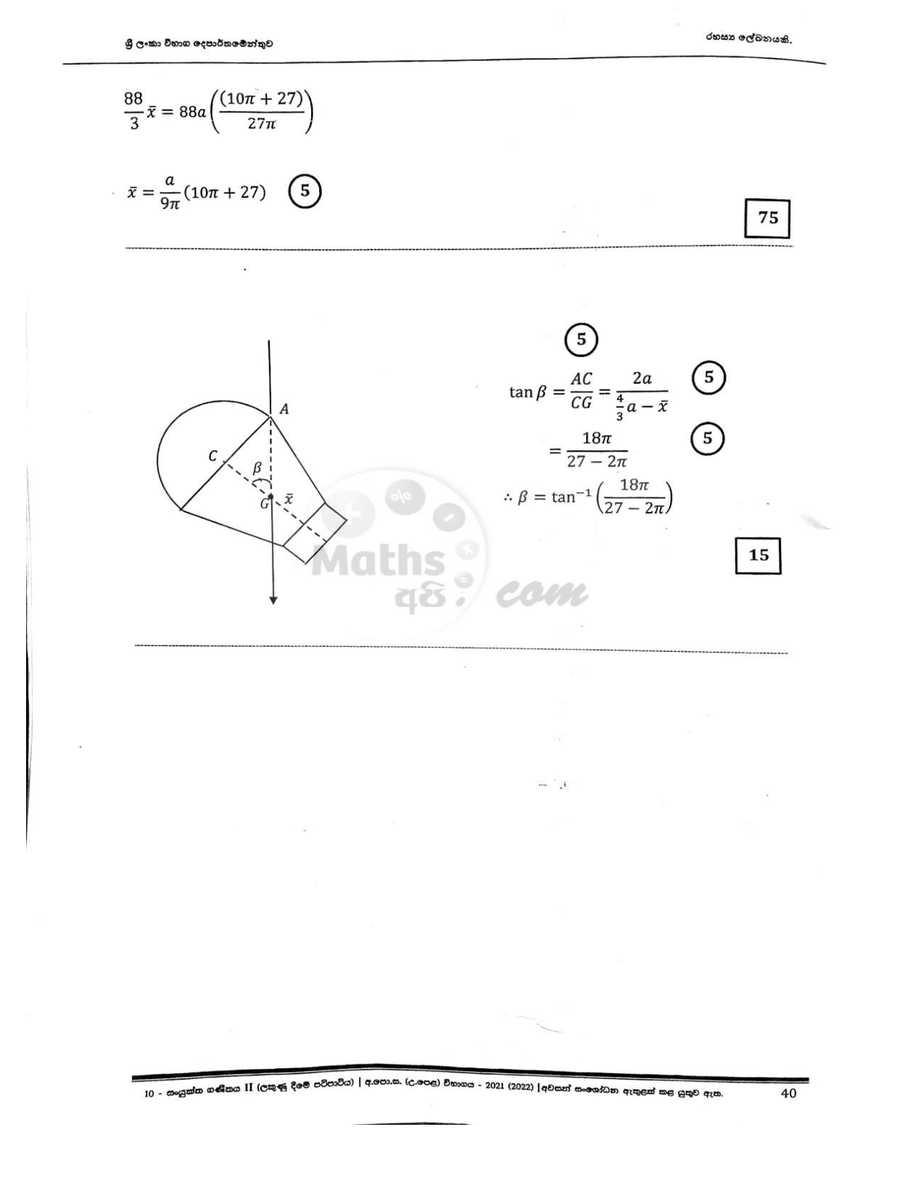 ශ්‍රී ලංකා විභාග දෙපාර්තමේන්තුව
රහස්‍ය ලේඛනයකි.
88/3 x̄ = 88a ((10π + 27)/27π)
x̄ = a/9π (10π + 27) 5
75
5
tan β = AC/CG = 2a/(4/3 a − x̄) 5
= 18π/(27 − 2π) 5
∴ β = tan⁻¹ (18π/(27 − 2π))
15
A
C
β
G
x̄
Maths
අපි. com
10 - සංයුක්ත ගණිතය II (ලකුණු දීමේ පටිපාටිය) | අ.පො.ස. (උ.පෙළ) විභාගය - 2021 (2022) | අවසන් සංශෝධන ඇතුළත් කළ යුතුව ඇත. 40